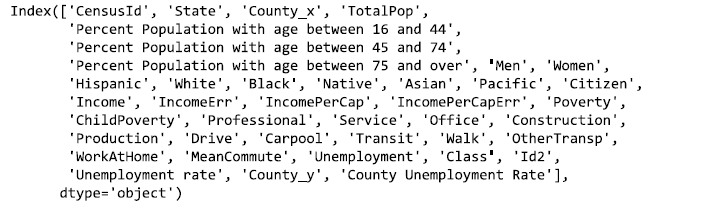 Index(['CensusId', 'State', 'County_x', 'TotalPop',
'Percent Population with age between 16 and 44',
'Percent Population with age between 45 and 74',
'Percent Population with age between 75 and over', 'Men', 'Women',
'Hispanic', 'White', 'Black', 'Native', 'Asian', 'Pacific', 'Citizen',
'Income', 'IncomeErr', 'IncomePerCap', 'IncomePerCapErr', 'Poverty',
'ChildPoverty', 'Professional', 'Service', 'Office', 'Construction',
'Production', 'Drive', 'Carpool', 'Transit', 'Walk', 'OtherTransp',
'WorkAtHome', 'MeanCommute', 'Unemployment', 'Class', 'Id2',
'Unemployment rate', 'County_y', 'County Unemployment Rate'],
dtype='object')